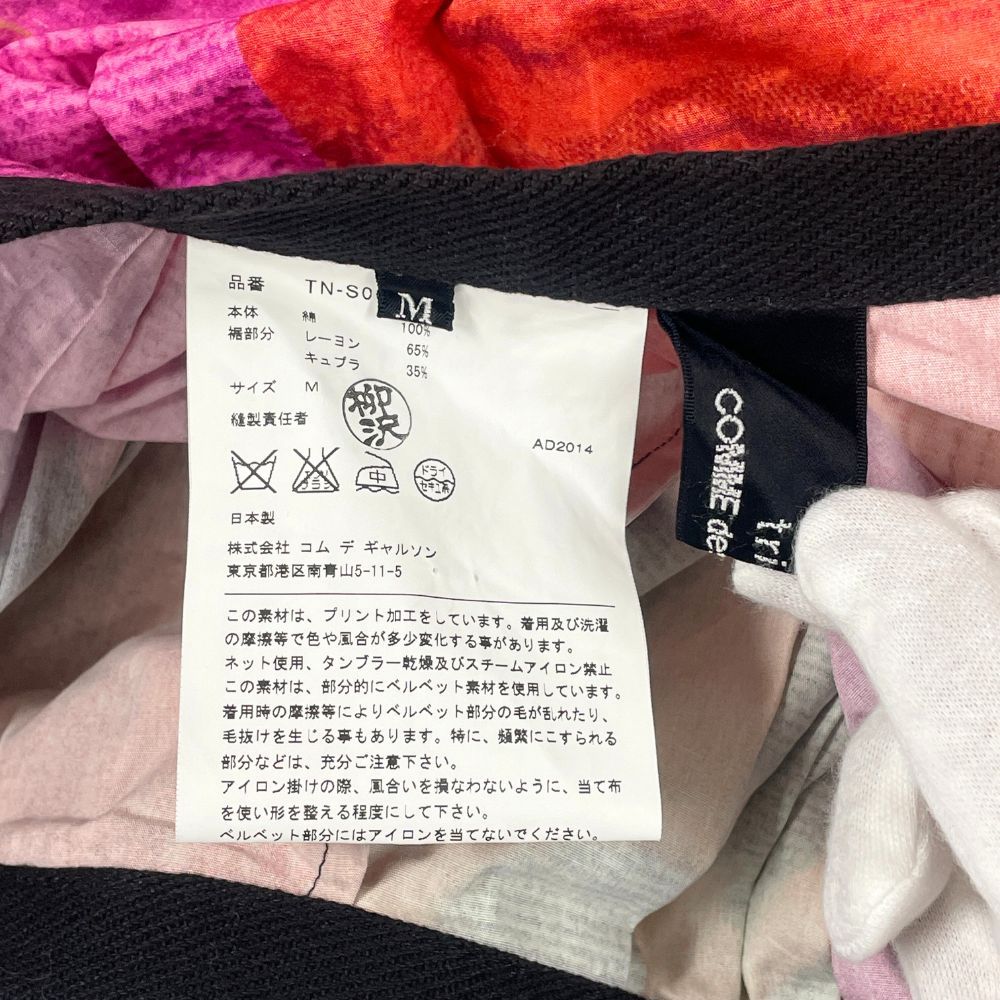 品番 TN-S0
M
本体 綿 100%
裾部分 レーヨン 65%
キュプラ 35%
サイズ M
縫製責任者 柳沢
AD2014
中 ドライ セキユ系
日本製
株式会社 コム デ ギャルソン
東京都港区南青山5-11-5
この素材は、プリント加工をしています。着用及び洗濯
の摩擦等で色や風合が多少変化する事があります。
ネット使用、タンブラー乾燥及びスチームアイロン禁止
この素材は、部分的にベルベット素材を使用しています。
着用時の摩擦等によりベルベット部分の毛が乱れたり、
毛抜けを生じる事もあります。特に、頻繁にこすられる
部分などは、充分ご注意下さい。
アイロン掛けの際、風合いを損なわないように、当て布
を使い形を整える程度にして下さい。
ベルベット部分にはアイロンを当てないでください。
tri
COMME de